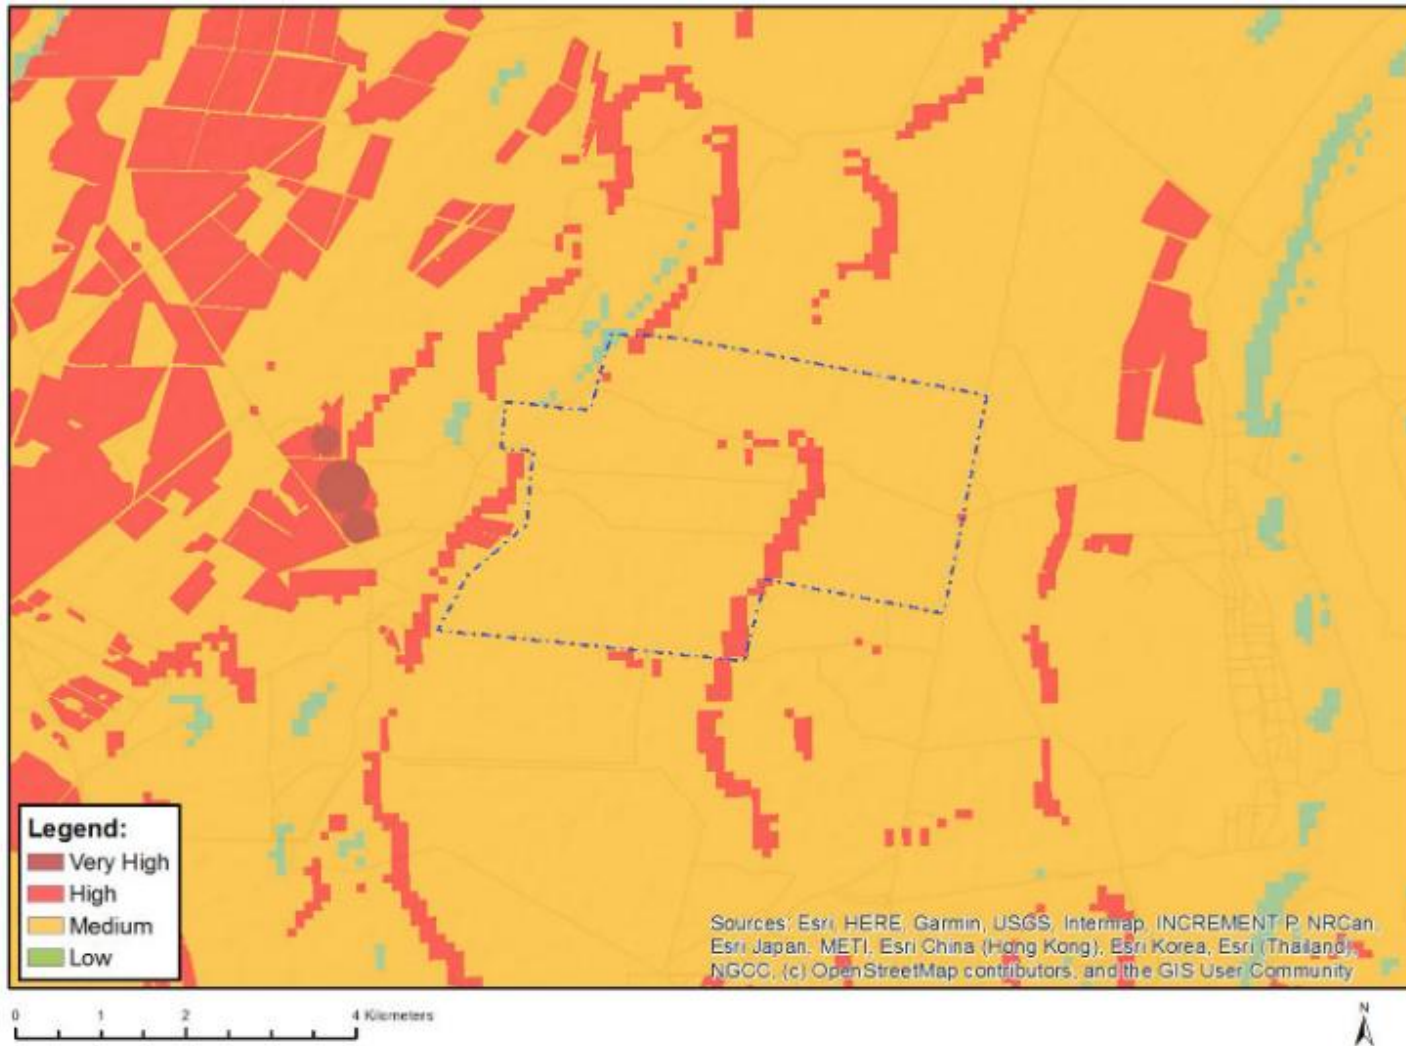 Legend:
Very High
High
Medium
Low
Sources: Esri, HERE, Garmin, USGS, Intermap, INCREMENT P, NRCan,
Esri Japan, METI, Esri China (Hong Kong), Esri Korea, Esri (Thailand),
NGCC, (c) OpenStreetMap contributors, and the GIS User Community
0 1 2 4 Kilometers
N